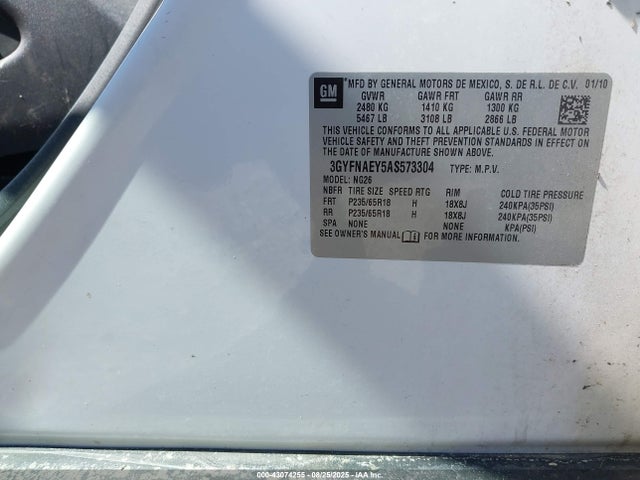 GM
*MFD BY GENERAL MOTORS DE MEXICO, S. DE R.L. DE C.V. 01/10
GVWR GAWR FRT GAWR RR
2480 KG 1410 KG 1300 KG
5467 LB 3108 LB 2866 LB
THIS VEHICLE CONFORMS TO ALL APPLICABLE U.S. FEDERAL MOTOR
VEHICLE SAFETY AND THEFT PREVENTION STANDARDS IN EFFECT ON
THE DATE OF MANUFACTURE SHOWN ABOVE.
3GYFNAEY5AS573304 TYPE: M.P.V.
MODEL: NG26
NBFR TIRE SIZE SPEED RTG RIM COLD TIRE PRESSURE
FRT P235/65R18 H 18X8J 240KPA(35PSI)
RR P235/65R18 H 18X8J 240KPA(35PSI)
SPA NONE NONE KPA(PSI)
SEE OWNER'S MANUAL FOR MORE INFORMATION.
000-43074255 - 08/25/2025 - IAA Inc.